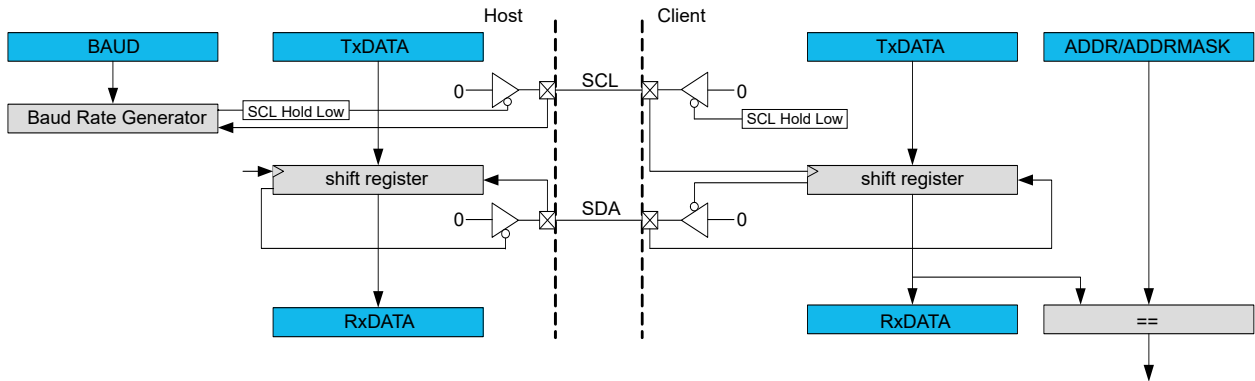 Host
Client
BAUD
TxDATA
TxDATA
ADDR/ADDRMASK
SCL
0
0
Baud Rate Generator
SCL Hold Low
SCL Hold Low
shift register
shift register
SDA
0
0
RxDATA
RxDATA
==